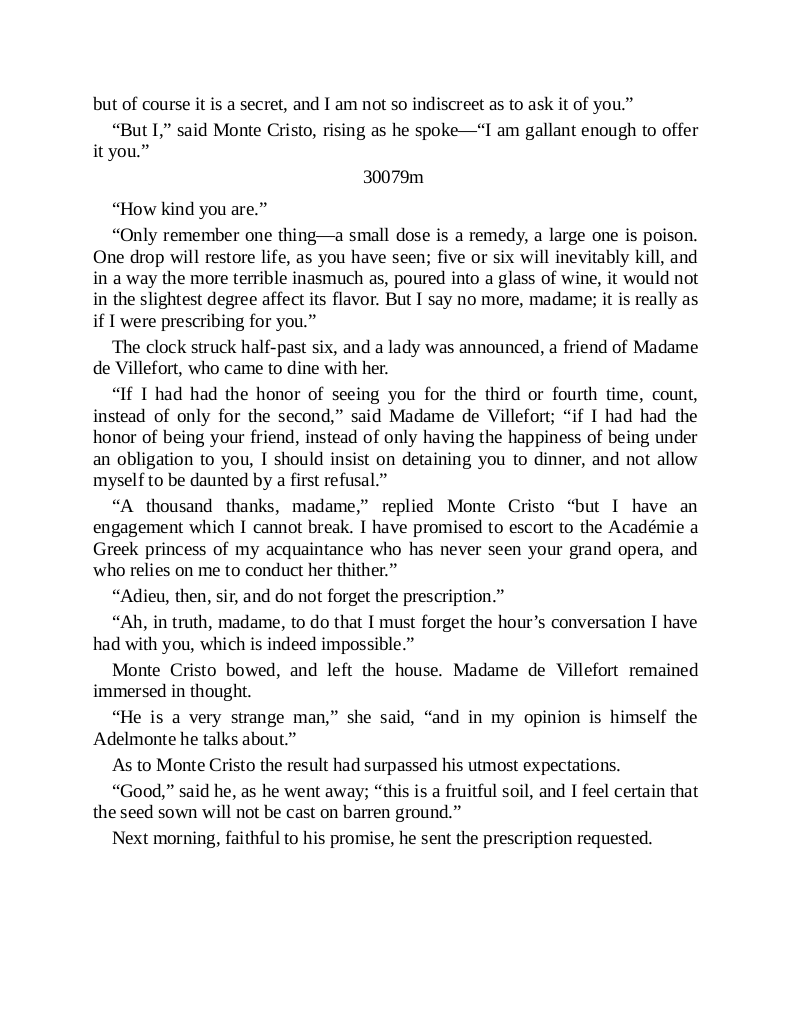 but of course it is a secret, and I am not so indiscreet as to ask it of you.”
“But I,” said Monte Cristo, rising as he spoke—“I am gallant enough to offer
it you.”
30079m
“How kind you are.”
“Only remember one thing—a small dose is a remedy, a large one is poison.
One drop will restore life, as you have seen; five or six will inevitably kill, and
in a way the more terrible inasmuch as, poured into a glass of wine, it would not
in the slightest degree affect its flavor. But I say no more, madame; it is really as
if I were prescribing for you.”
The clock struck half-past six, and a lady was announced, a friend of Madame
de Villefort, who came to dine with her.
“If I had had the honor of seeing you for the third or fourth time, count,
instead of only for the second,” said Madame de Villefort; “if I had had the
honor of being your friend, instead of only having the happiness of being under
an obligation to you, I should insist on detaining you to dinner, and not allow
myself to be daunted by a first refusal.”
“A thousand thanks, madame,” replied Monte Cristo “but I have an
engagement which I cannot break. I have promised to escort to the Académie a
Greek princess of my acquaintance who has never seen your grand opera, and
who relies on me to conduct her thither.”
“Adieu, then, sir, and do not forget the prescription.”
“Ah, in truth, madame, to do that I must forget the hour’s conversation I have
had with you, which is indeed impossible.”
Monte Cristo bowed, and left the house. Madame de Villefort remained
immersed in thought.
“He is a very strange man,” she said, “and in my opinion is himself the
Adelmonte he talks about.”
As to Monte Cristo the result had surpassed his utmost expectations.
“Good,” said he, as he went away; “this is a fruitful soil, and I feel certain that
the seed sown will not be cast on barren ground.”
Next morning, faithful to his promise, he sent the prescription requested.